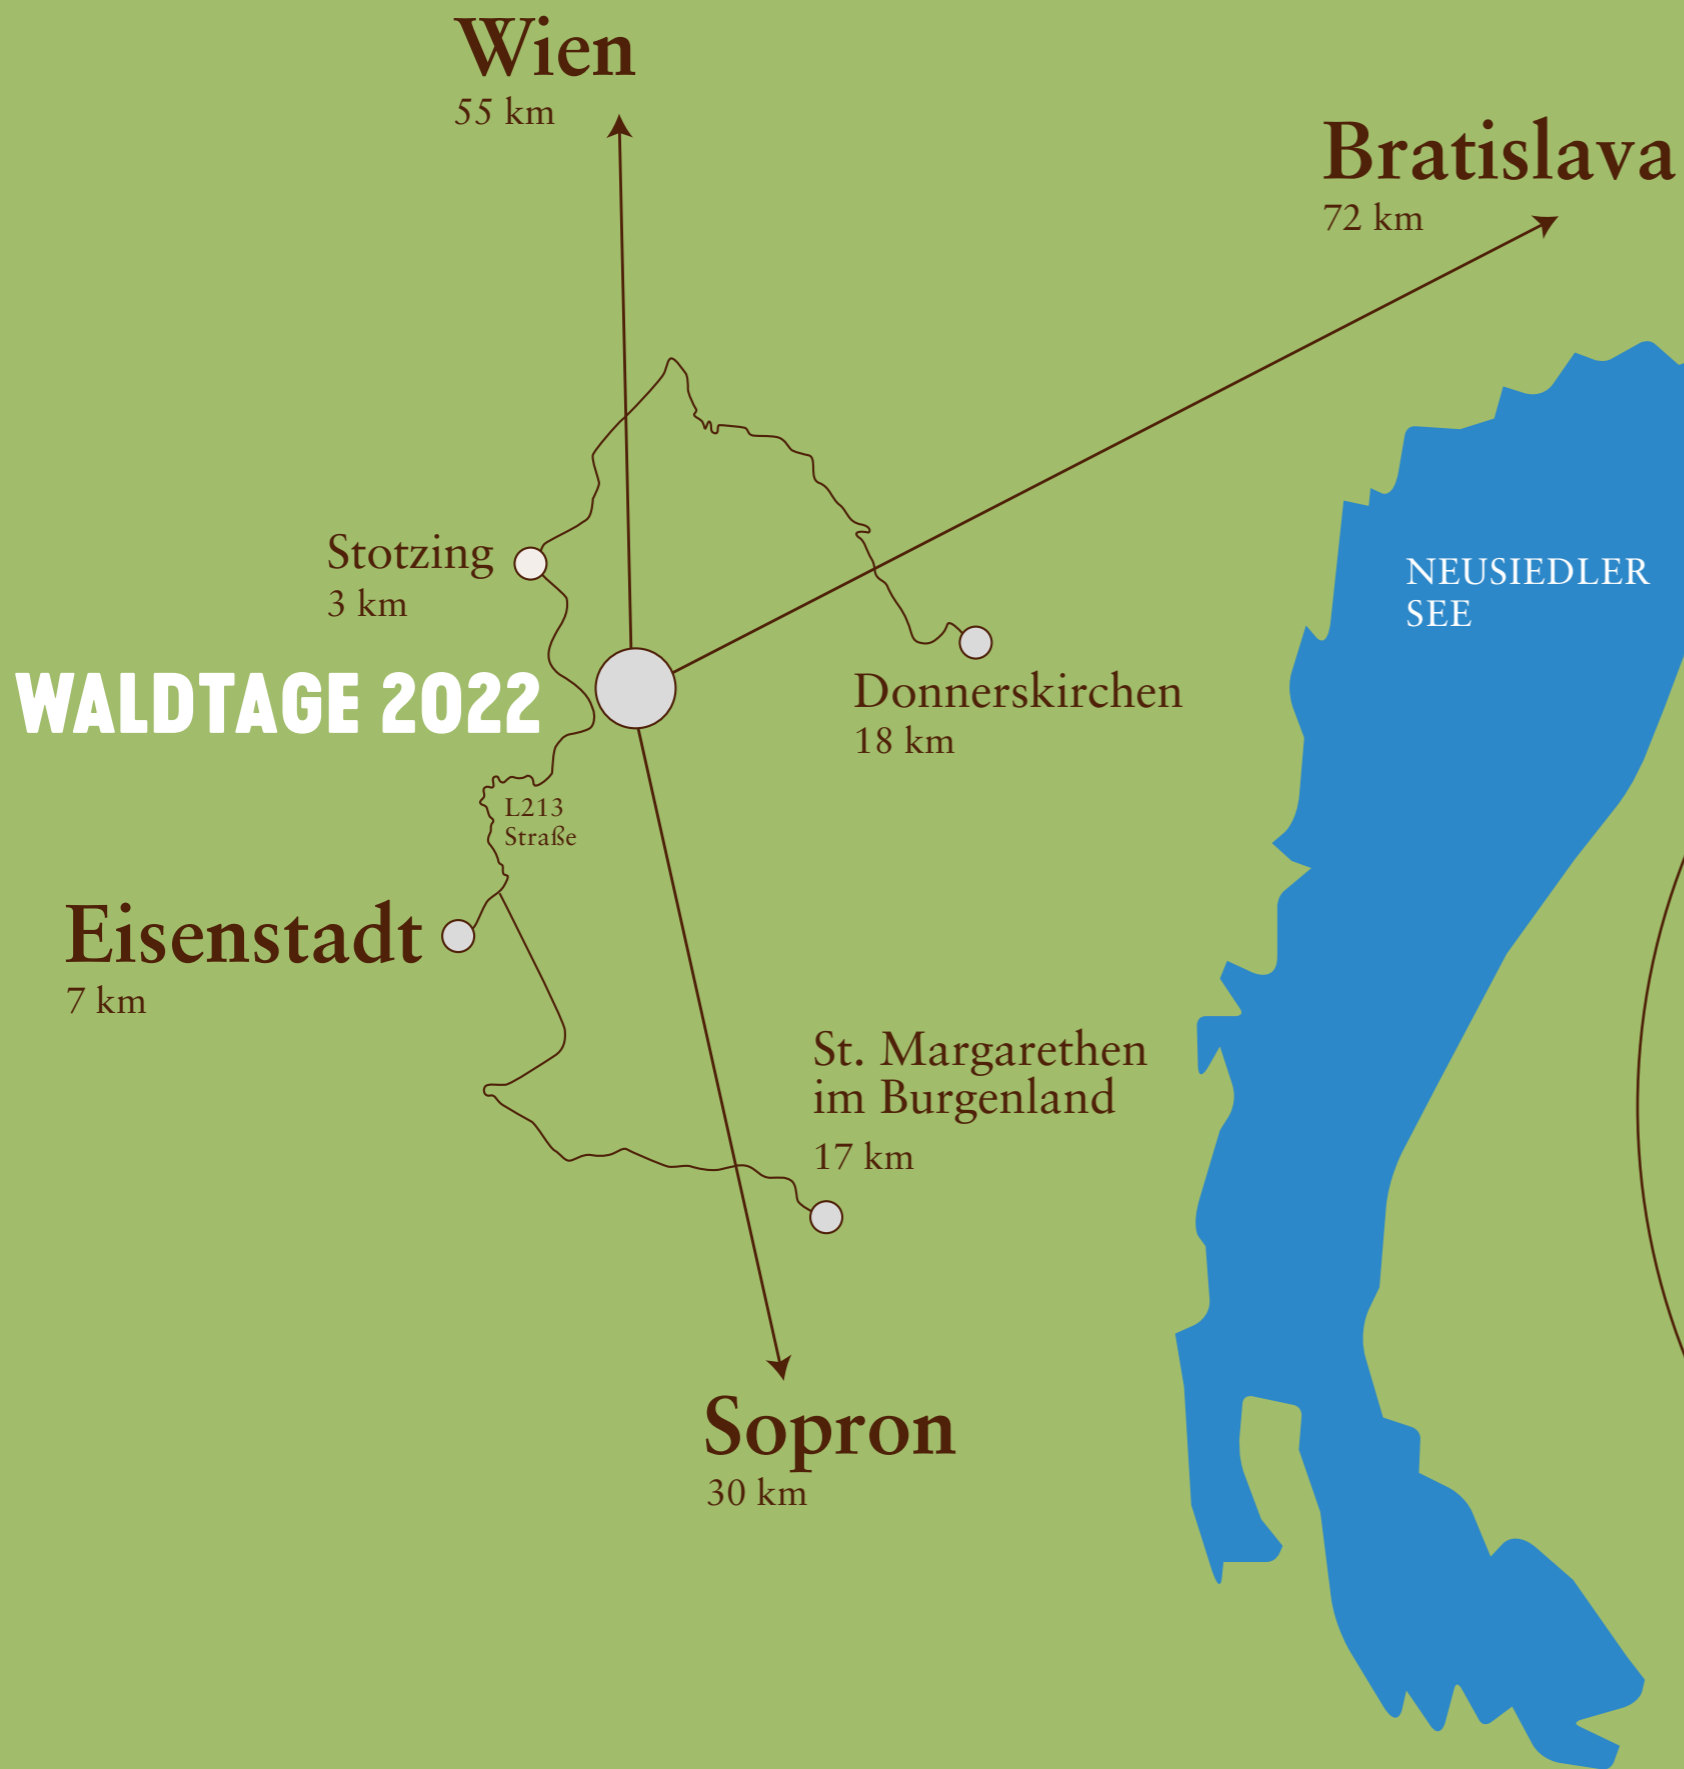 Wien
55 km
Bratislava
72 km
Stotzing
3 km
NEUSIEDLER
SEE
WALDTAGE 2022
Donnerskirchen
18 km
L213
Straße
Eisenstadt
7 km
St. Margarethen
im Burgenland
17 km
Sopron
30 km